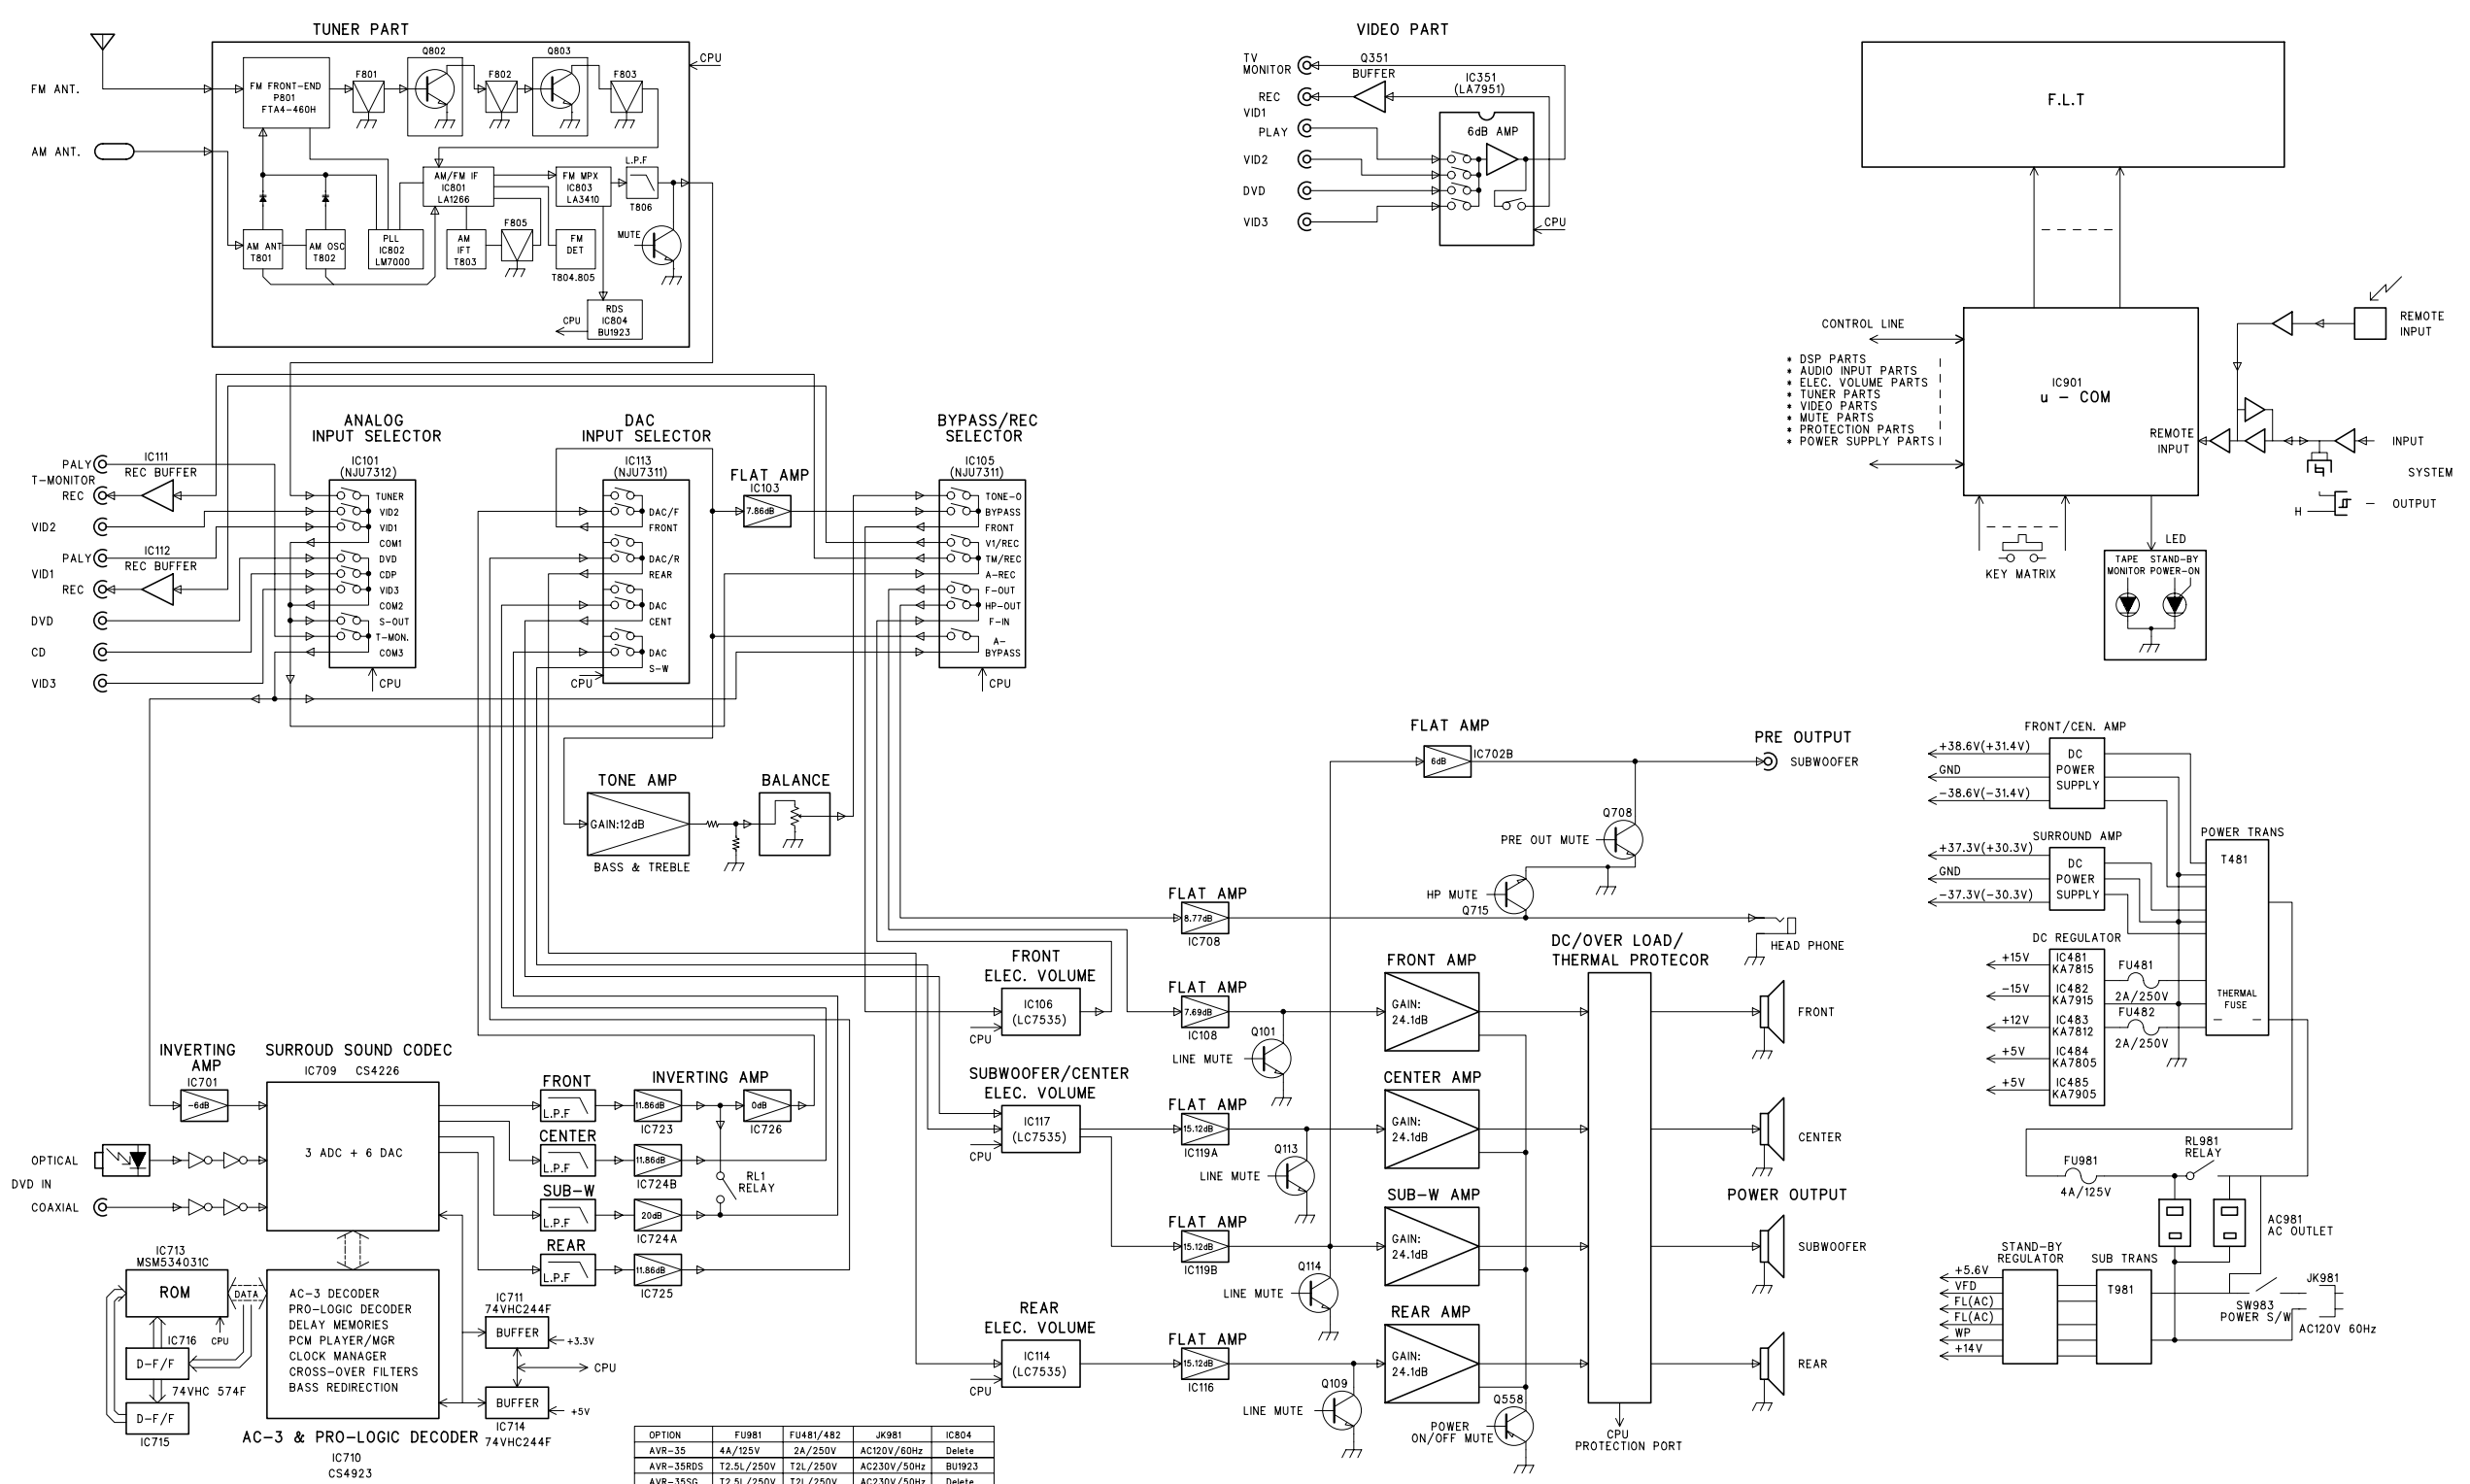 TUNER PART
FM ANT.
AM ANT.
FM FRONT-END
P801
FTA4-460H
F801
Q802
F802
Q803
F803
CPU
AM/FM IF
IC801
LA1266
FM MPX
IC803
LA3410
L.P.F
T806
AM ANT
T801
AM OSC
T802
PLL
IC802
LM7000
AM
IFT
T803
F805
FM
DET
T804.805
MUTE
RDS
IC804
BU1923
CPU
VIDEO PART
TV
MONITOR
Q351
BUFFER
REC
VID1
PLAY
VID2
DVD
VID3
IC351
(LA7951)
6dB AMP
CPU
F.L.T
CONTROL LINE
* DSP PARTS
* AUDIO INPUT PARTS
* ELEC. VOLUME PARTS
* TUNER PARTS
* VIDEO PARTS
* MUTE PARTS
* PROTECTION PARTS
* POWER SUPPLY PARTS
IC901
u - COM
REMOTE
INPUT
REMOTE
INPUT
INPUT
SYSTEM
H
OUTPUT
KEY MATRIX
LED
TAPE
MONITOR
STAND-BY
POWER-ON
ANALOG
INPUT SELECTOR
IC101
(NJU7312)
TUNER
VID2
VID1
COM1
DVD
CDP
VID3
COM2
S-OUT
T-MON.
COM3
CPU
PALY
T-MONITOR
REC
IC111
REC BUFFER
VID2
PALY
VID1
REC
IC112
REC BUFFER
DVD
CD
VID3
DAC
INPUT SELECTOR
IC113
(NJU7311)
DAC/F
FRONT
DAC/R
REAR
DAC
CENT
DAC
S-W
CPU
FLAT AMP
IC103
7.86dB
BYPASS/REC
SELECTOR
IC105
(NJU7311)
TONE-O
BYPASS
FRONT
V1/REC
TM/REC
A-REC
F-OUT
HP-OUT
F-IN
A-
BYPASS
CPU
TONE AMP
GAIN:12dB
BASS & TREBLE
BALANCE
FLAT AMP
6dB
IC702B
PRE OUTPUT
SUBWOOFER
Q708
PRE OUT MUTE
HP MUTE
Q715
FLAT AMP
8.77dB
IC708
HEAD PHONE
FRONT
ELEC. VOLUME
IC106
(LC7535)
CPU
FLAT AMP
7.69dB
IC108
Q101
LINE MUTE
FRONT AMP
GAIN:
24.1dB
DC/OVER LOAD/
THERMAL PROTECOR
FRONT
SUBWOOFER/CENTER
ELEC. VOLUME
IC117
(LC7535)
CPU
FLAT AMP
15.12dB
IC119A
Q113
LINE MUTE
CENTER AMP
GAIN:
24.1dB
CENTER
FLAT AMP
15.12dB
IC119B
Q114
LINE MUTE
SUB-W AMP
GAIN:
24.1dB
POWER OUTPUT
SUBWOOFER
REAR
ELEC. VOLUME
IC114
(LC7535)
CPU
FLAT AMP
15.12dB
IC116
Q109
LINE MUTE
REAR AMP
GAIN:
24.1dB
REAR
Q558
POWER
ON/OFF MUTE
CPU
PROTECTION PORT
INVERTING
AMP
IC701
-6dB
SURROUD SOUND CODEC
IC709 CS4226
3 ADC + 6 DAC
OPTICAL
DVD IN
COAXIAL
FRONT
L.P.F
CENTER
L.P.F
SUB-W
L.P.F
REAR
L.P.F
INVERTING AMP
11.86dB
IC723
0dB
IC726
11.86dB
IC724B
20dB
IC724A
11.86dB
IC725
RL1
RELAY
IC713
MSM534031C
ROM
DATA
CPU
IC716
D-F/F
74VHC 574F
D-F/F
IC715
AC-3 DECODER
PRO-LOGIC DECODER
DELAY MEMORIES
PCM PLAYER/MGR
CLOCK MANAGER
CROSS-OVER FILTERS
BASS REDIRECTION
AC-3 & PRO-LOGIC DECODER
IC710
CS4923
IC711
74VHC244F
BUFFER
+3.3V
CPU
BUFFER
+5V
IC714
74VHC244F
OPTION FU981 FU481/482 JK981 IC804
AVR-35 4A/125V 2A/250V AC120V/60Hz Delete
AVR-35RDS T2.5L/250V T2L/250V AC230V/50Hz BU1923
AVR-35SG T2.5L/250V T2L/250V AC230V/50Hz Delete
FRONT/CEN. AMP
+38.6V(+31.4V)
GND
-38.6V(-31.4V)
DC
POWER
SUPPLY
SURROUND AMP
+37.3V(+30.3V)
GND
-37.3V(-30.3V)
DC
POWER
SUPPLY
POWER TRANS
T481
THERMAL
FUSE
DC REGULATOR
+15V
IC481
KA7815
-15V
IC482
KA7915
+12V
IC483
KA7812
+5V
IC484
KA7805
+5V
IC485
KA7905
FU481
2A/250V
FU482
2A/250V
FU981
4A/125V
RL981
RELAY
AC981
AC OUTLET
STAND-BY
REGULATOR
+5.6V
VFD
FL(AC)
FL(AC)
WP
+14V
SUB TRANS
T981
SW983
POWER S/W
JK981
AC120V 60Hz